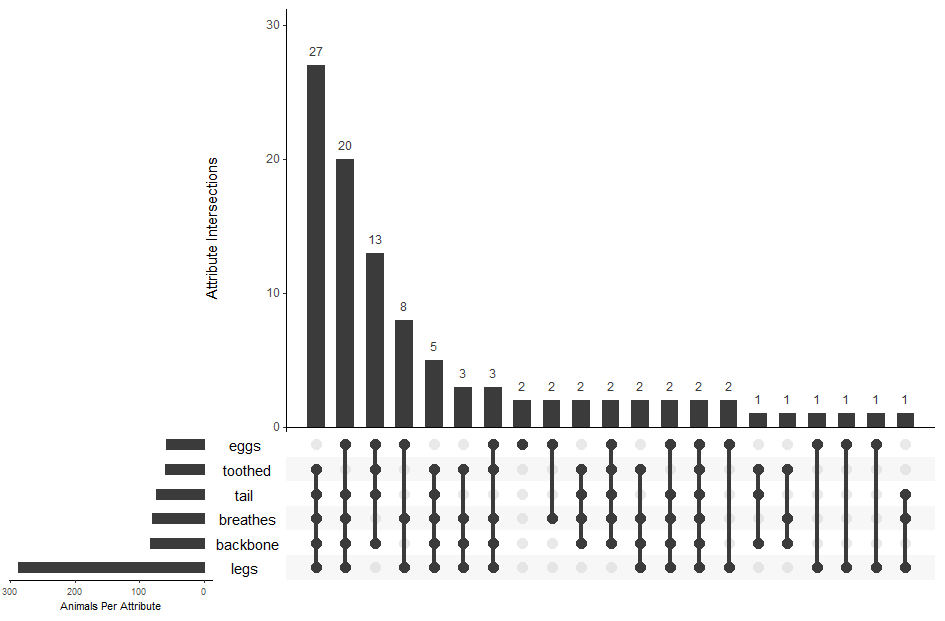 30
27
20
20
13
10
8
5
3
3
2
2
2
2
2
2
2
2
1
1
1
1
1
1
0
Attribute Intersections
eggs
toothed
tail
breathes
backbone
legs
300 200 100 0
Animals Per Attribute